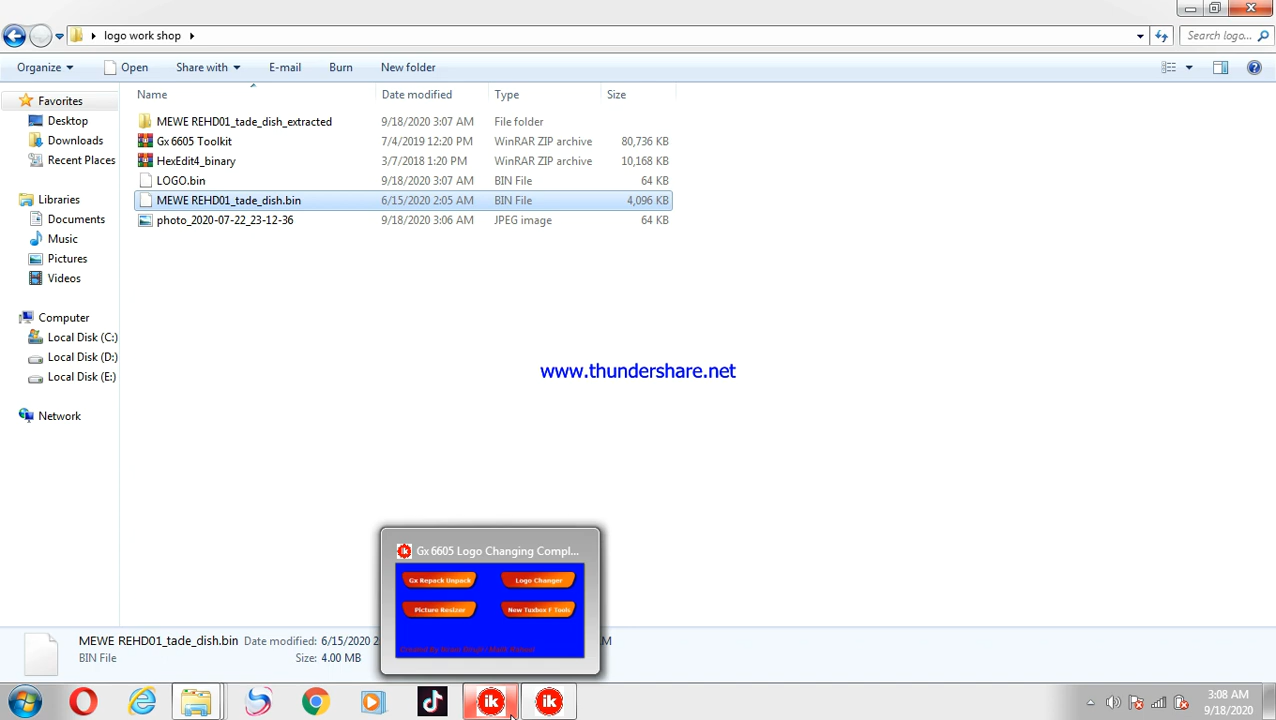 logo work shop
Search logo...
Organize
Open
Share with
E-mail
Burn
New folder
Name
Date modified
Type
Size
Favorites
Desktop
Downloads
Recent Places
Libraries
Documents
Music
Pictures
Videos
Computer
Local Disk (C:)
Local Disk (D:)
Local Disk (E:)
Network
MEWE REHD01_tade_dish_extracted 9/18/2020 3:07 AM File folder
Gx 6605 Toolkit 7/4/2019 12:20 PM WinRAR ZIP archive 80,736 KB
HexEdit4_binary 3/7/2018 1:20 PM WinRAR ZIP archive 10,168 KB
LOGO.bin 9/18/2020 3:07 AM BIN File 64 KB
MEWE REHD01_tade_dish.bin 6/15/2020 2:05 AM BIN File 4,096 KB
photo_2020-07-22_23-12-36 9/18/2020 3:06 AM JPEG image 64 KB
www.thundershare.net
Gx 6605 Logo Changing Compl...
Gx Repack Unpack
Logo Changer
Picture Resizer
New Tuxbox F Tools
MEWE REHD01_tade_dish.bin Date modified: 6/15/2020 2
BIN File Size: 4.00 MB
ik
ik
3:08 AM
9/18/2020